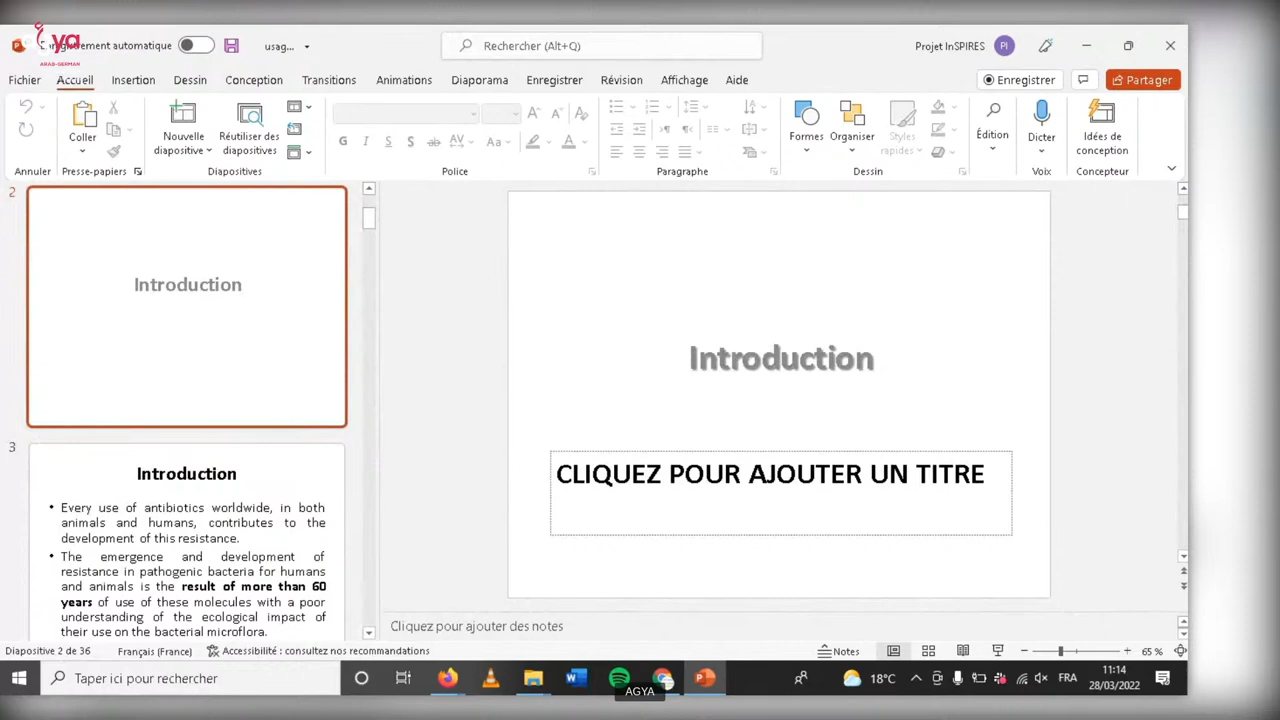 ya
ARAB-GERMAN
Enregistrement automatique
usag...
Rechercher (Alt+Q)
Projet InSPIRES
PI
Fichier Accueil Insertion Dessin Conception Transitions Animations Diaporama Enregistrer Révision Affichage Aide
Enregistrer
Partager
Coller
Nouvelle diapositive
Réutiliser des diapositives
G I S S ab AV Aa A
Formes
Organiser
Styles rapides
Édition
Dicter
Idées de conception
Annuler Presse-papiers Diapositives Police Paragraphe Dessin Voix Concepteur
2
Introduction
3
Introduction
• Every use of antibiotics worldwide, in both
animals and humans, contributes to the
development of this resistance.
• The emergence and development of
resistance in pathogenic bacteria for humans
and animals is the result of more than 60
years of use of these molecules with a poor
understanding of the ecological impact of
their use on the bacterial microflora.
Introduction
CLIQUEZ POUR AJOUTER UN TITRE
Cliquez pour ajouter des notes
Diapositive 2 de 36 Français (France) Accessibilité : consultez nos recommandations Notes 65 %
Taper ici pour rechercher
18°C
FRA
11:14
28/03/2022
AGYA